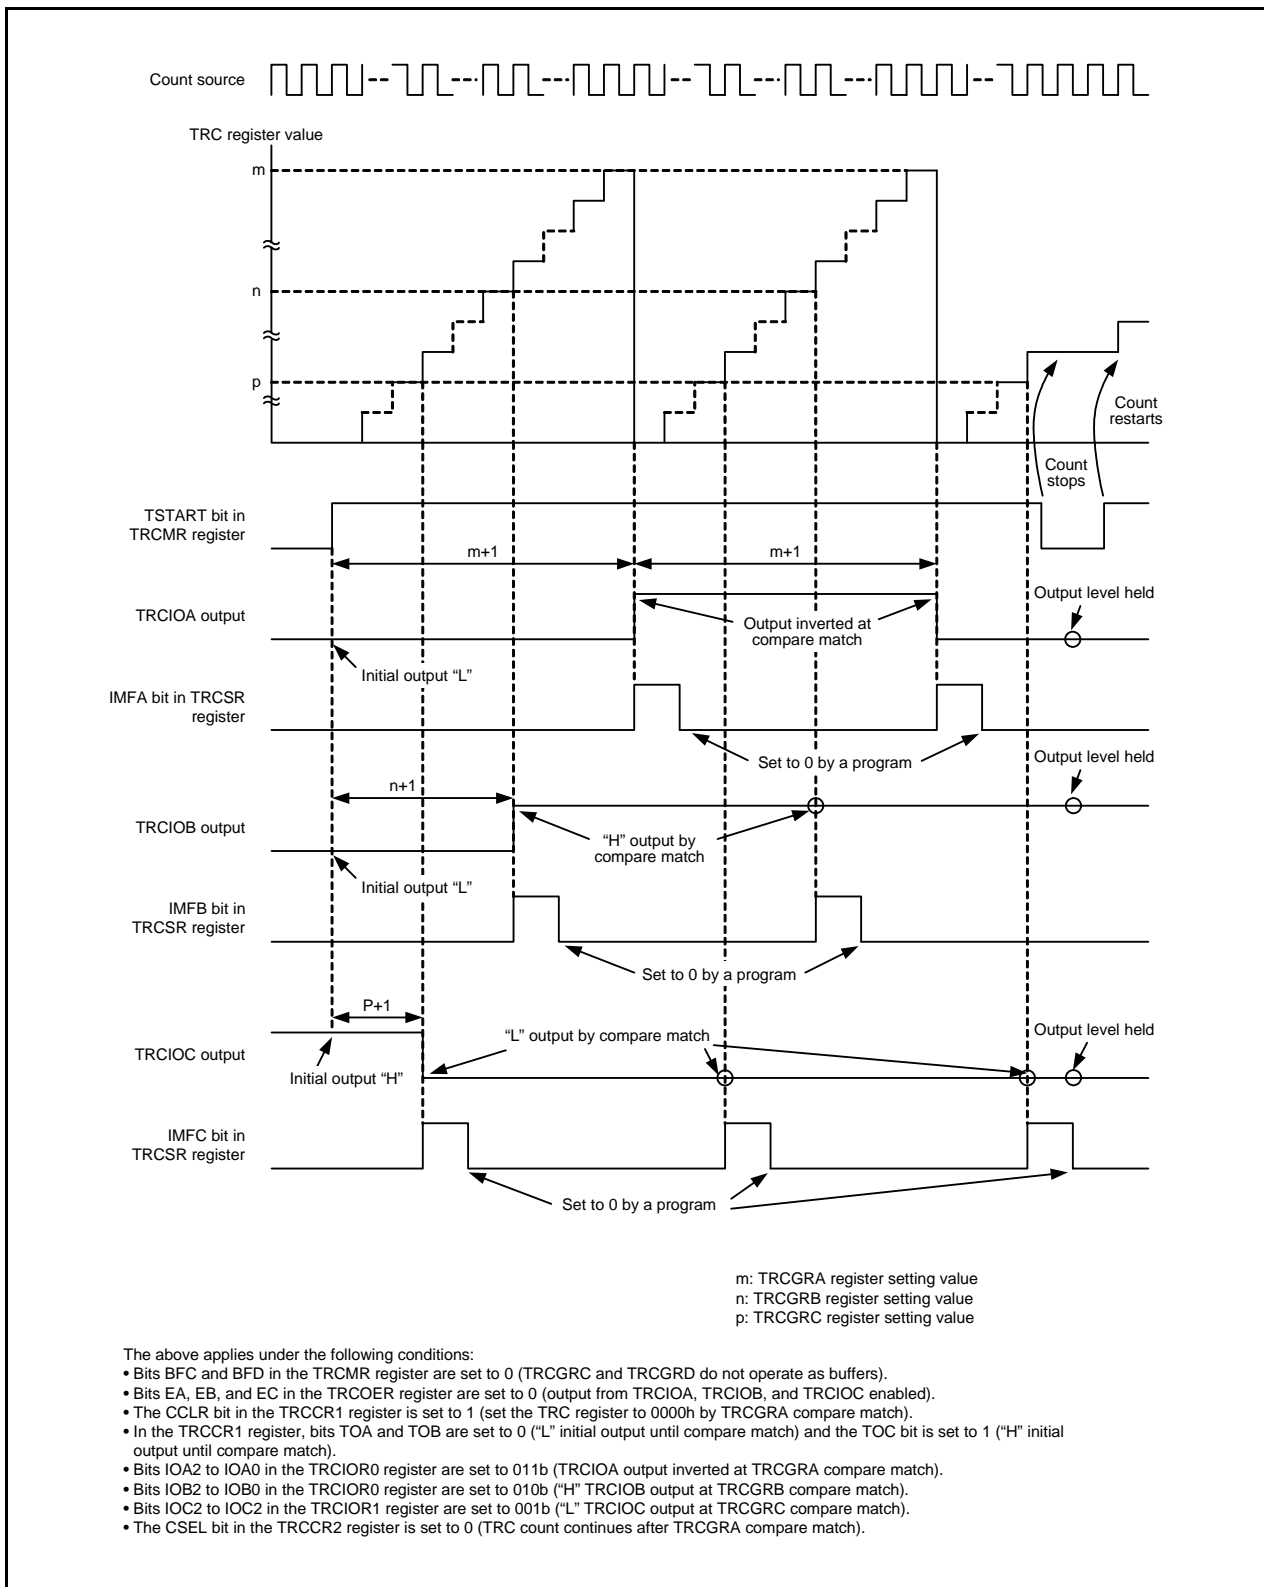 Count source
TRC register value
m
n
p
Count
restarts
Count
stops
TSTART bit in
TRCMR register
m+1
m+1
Output level held
TRCIOA output
Output inverted at
compare match
Initial output “L”
IMFA bit in TRCSR
register
Set to 0 by a program
Output level held
n+1
TRCIOB output
“H” output by
compare match
Initial output “L”
IMFB bit in
TRCSR register
Set to 0 by a program
P+1
“L” output by compare match
Output level held
TRCIOC output
Initial output “H”
IMFC bit in
TRCSR register
Set to 0 by a program
m: TRCGRA register setting value
n: TRCGRB register setting value
p: TRCGRC register setting value
The above applies under the following conditions:
• Bits BFC and BFD in the TRCMR register are set to 0 (TRCGRC and TRCGRD do not operate as buffers).
• Bits EA, EB, and EC in the TRCOER register are set to 0 (output from TRCIOA, TRCIOB, and TRCIOC enabled).
• The CCLR bit in the TRCCR1 register is set to 1 (set the TRC register to 0000h by TRCGRA compare match).
• In the TRCCR1 register, bits TOA and TOB are set to 0 (“L” initial output until compare match) and the TOC bit is set to 1 (“H” initial
output until compare match).
• Bits IOA2 to IOA0 in the TRCIOR0 register are set to 011b (TRCIOA output inverted at TRCGRA compare match).
• Bits IOB2 to IOB0 in the TRCIOR0 register are set to 010b (“H” TRCIOB output at TRCGRB compare match).
• Bits IOC2 to IOC2 in the TRCIOR1 register are set to 001b (“L” TRCIOC output at TRCGRC compare match).
• The CSEL bit in the TRCCR2 register is set to 0 (TRC count continues after TRCGRA compare match).